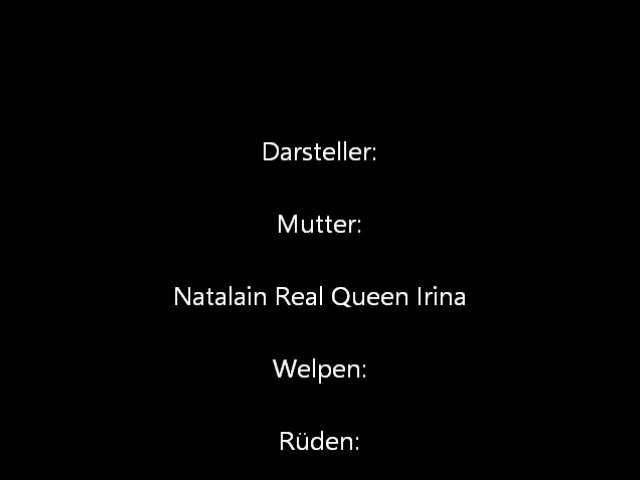 Darsteller:
Mutter:
Natalain Real Queen Irina
Welpen:
Rüden: